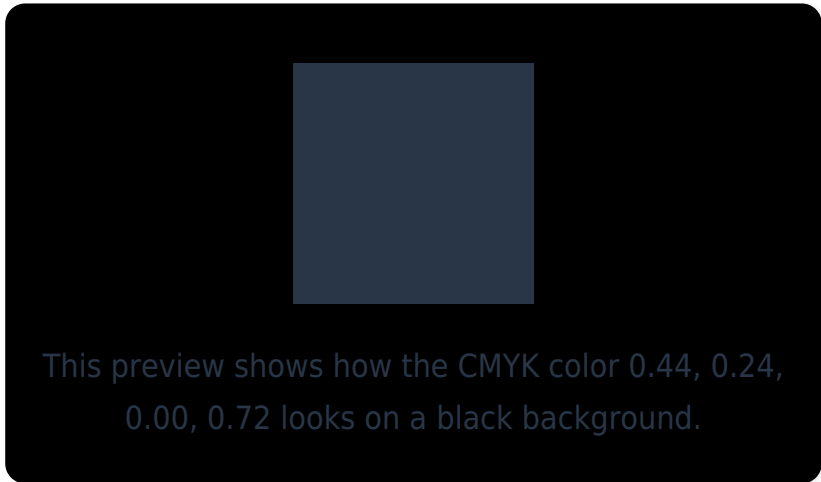 This preview shows how the CMYK color 0.44, 0.24,
0.00, 0.72 looks on a black background.